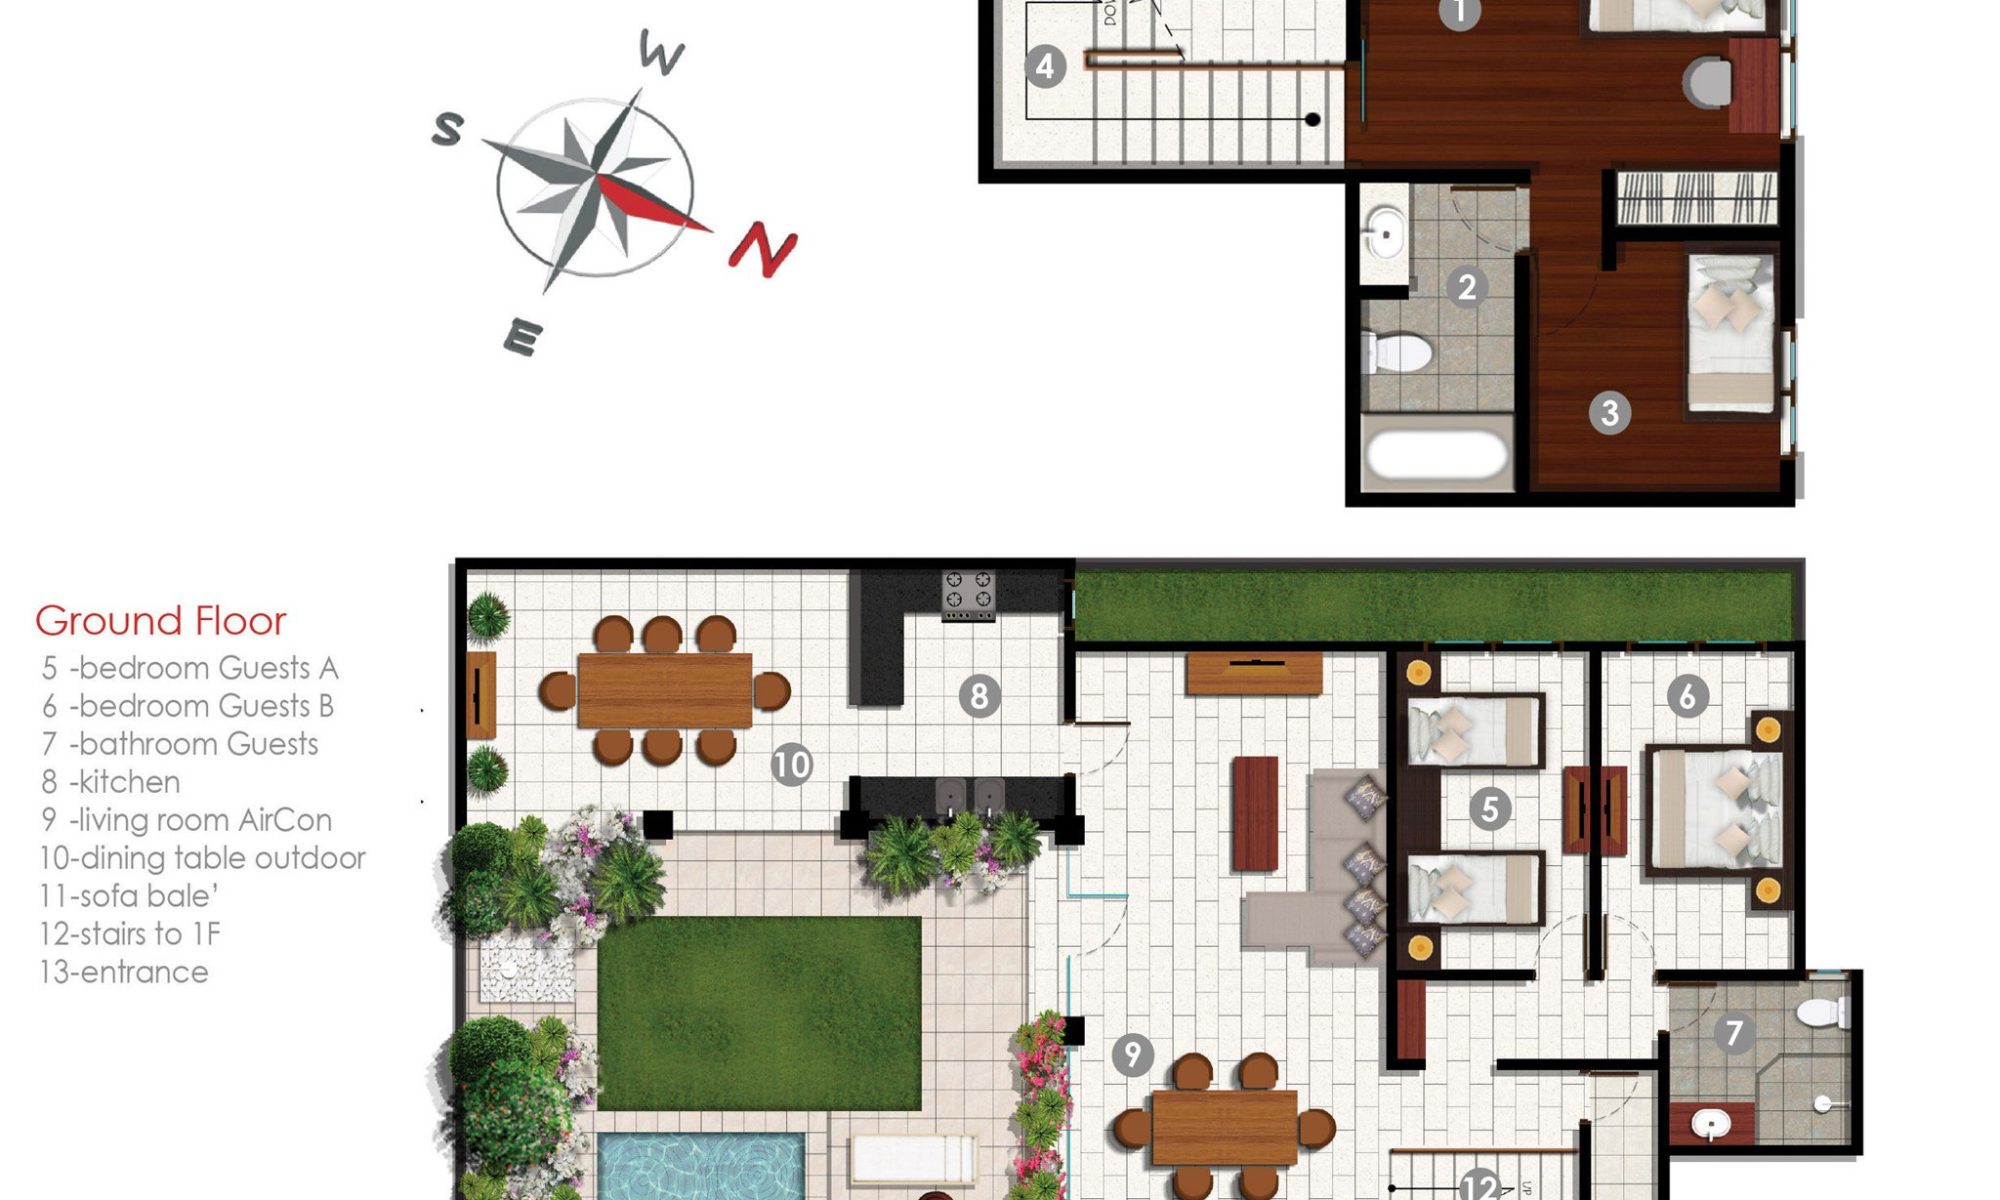 W
S
N
E
DOW
1
4
2
3
Ground Floor
5 -bedroom Guests A
6 -bedroom Guests B
7 -bathroom Guests
8 -kitchen
9 -living room AirCon
10-dining table outdoor
11-sofa bale’
12-stairs to 1F
13-entrance
8
6
10
5
7
9
12
UP